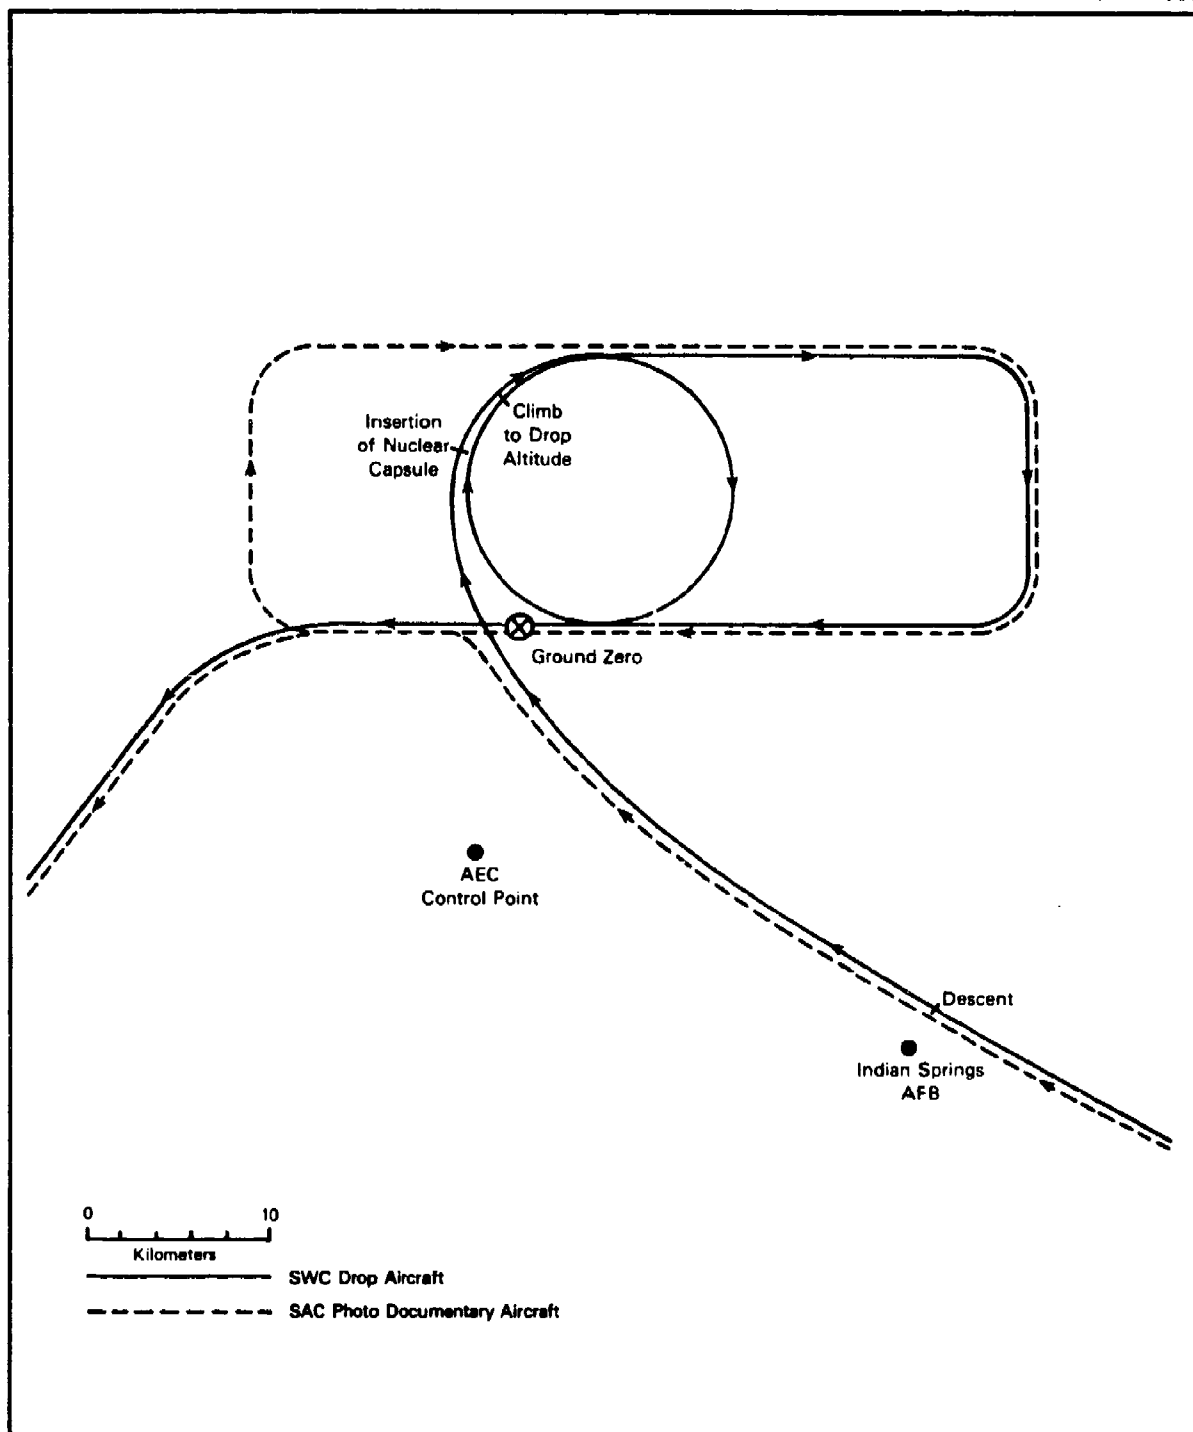 Insertion
of Nuclear
Capsule
Climb
to Drop
Altitude
Ground Zero
AEC
Control Point
Descent
Indian Springs
AFB
0 10
Kilometers
SWC Drop Aircraft
SAC Photo Documentary Aircraft